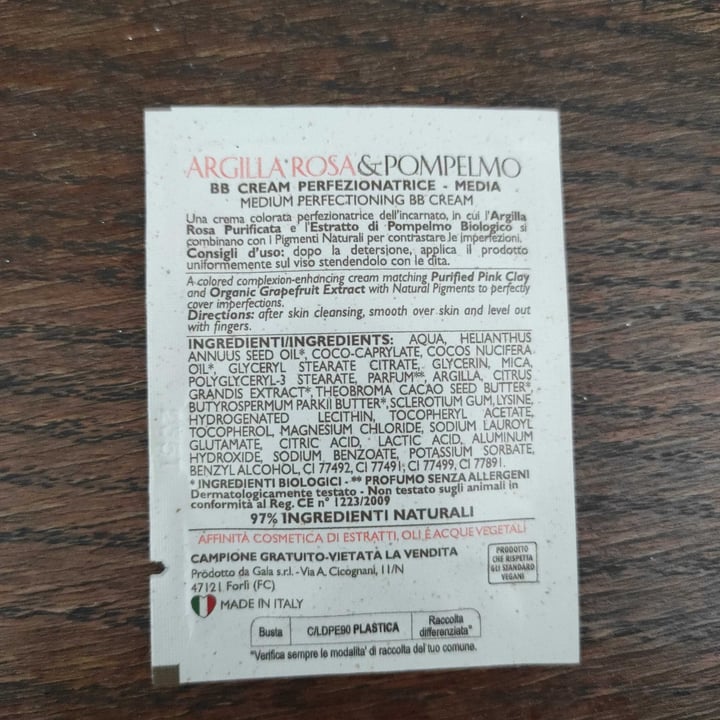 ARGILLA ROSA & POMPELMO
BB CREAM PERFEZIONATRICE - MEDIA
MEDIUM PERFECTIONING BB CREAM
Una crema colorata perfezionatrice dell'incarnato, in cui l'Argilla
Rosa Purificata e l'Estratto di Pompelmo Biologico si
combinano con i Pigmenti Naturali per contrastare le imperfezioni.
Consigli d'uso: dopo la detersione, applica il prodotto
uniformemente sul viso stendendolo con le dita.
A colored complexion-enhancing cream matching Purified Pink Clay
and Organic Grapefruit Extract with Natural Pigments to perfectly
cover imperfections.
Directions: after skin cleansing, smooth over skin and level out
with fingers.
INGREDIENTI/INGREDIENTS: AQUA, HELIANTHUS
ANNUUS SEED OIL*, COCO-CAPRYLATE, COCOS NUCIFERA
OIL*, GLYCERYL STEARATE CITRATE, GLYCERIN, MICA,
POLYGLYCERYL-3 STEARATE, PARFUM**, ARGILLA, CITRUS
GRANDIS EXTRACT*, THEOBROMA CACAO SEED BUTTER*,
BUTYROSPERMUM PARKII BUTTER*, SCLEROTIUM GUM, LYSINE,
HYDROGENATED LECITHIN, TOCOPHERYL ACETATE,
TOCOPHEROL, MAGNESIUM CHLORIDE, SODIUM LAUROYL
GLUTAMATE, CITRIC ACID, LACTIC ACID, ALUMINUM
HYDROXIDE, SODIUM BENZOATE, POTASSIUM SORBATE,
BENZYL ALCOHOL, CI 77492, CI 77491, CI 77499, CI 77891.
* INGREDIENTI BIOLOGICI - ** PROFUMO SENZA ALLERGENI
Dermatologicamente testato - Non testato sugli animali in
conformità al Reg. CE n° 1223/2009
97% INGREDIENTI NATURALI
AFFINITÀ COSMETICA DI ESTRATTI, OLI E ACQUE VEGETALI
CAMPIONE GRATUITO-VIETATA LA VENDITA
Prodotto da Gala s.r.l. - Via A. Cicognani, 11/N
47121 Forlì (FC)
MADE IN ITALY
PRODOTTO
CHE RISPETTA
GLI STANDARD
VEGANI
Busta C/LDPE90 PLASTICA Raccolta
differenziata*
*Verifica sempre le modalita' di raccolta del tuo comune.